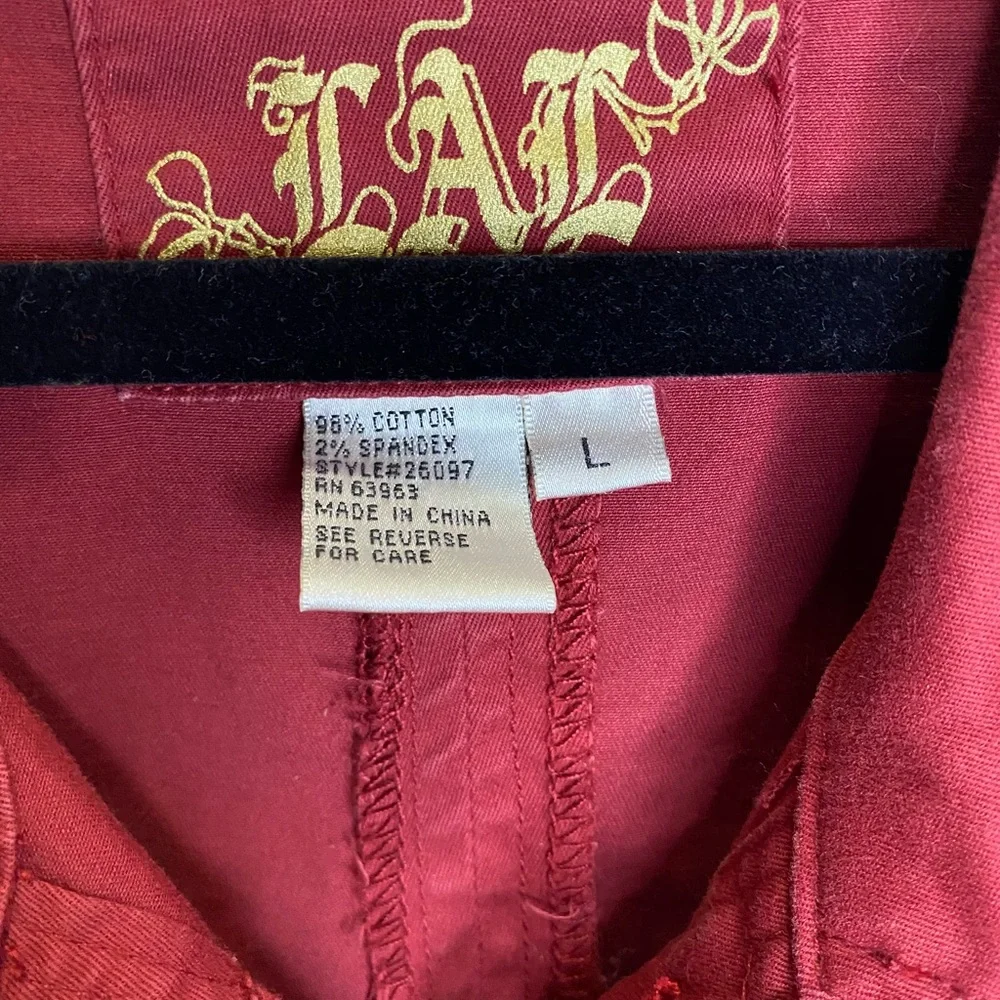 LAL
98% COTTON
2% SPANDEX
STYLE#26097
RN 63963
MADE IN CHINA
SEE REVERSE
FOR CARE
L